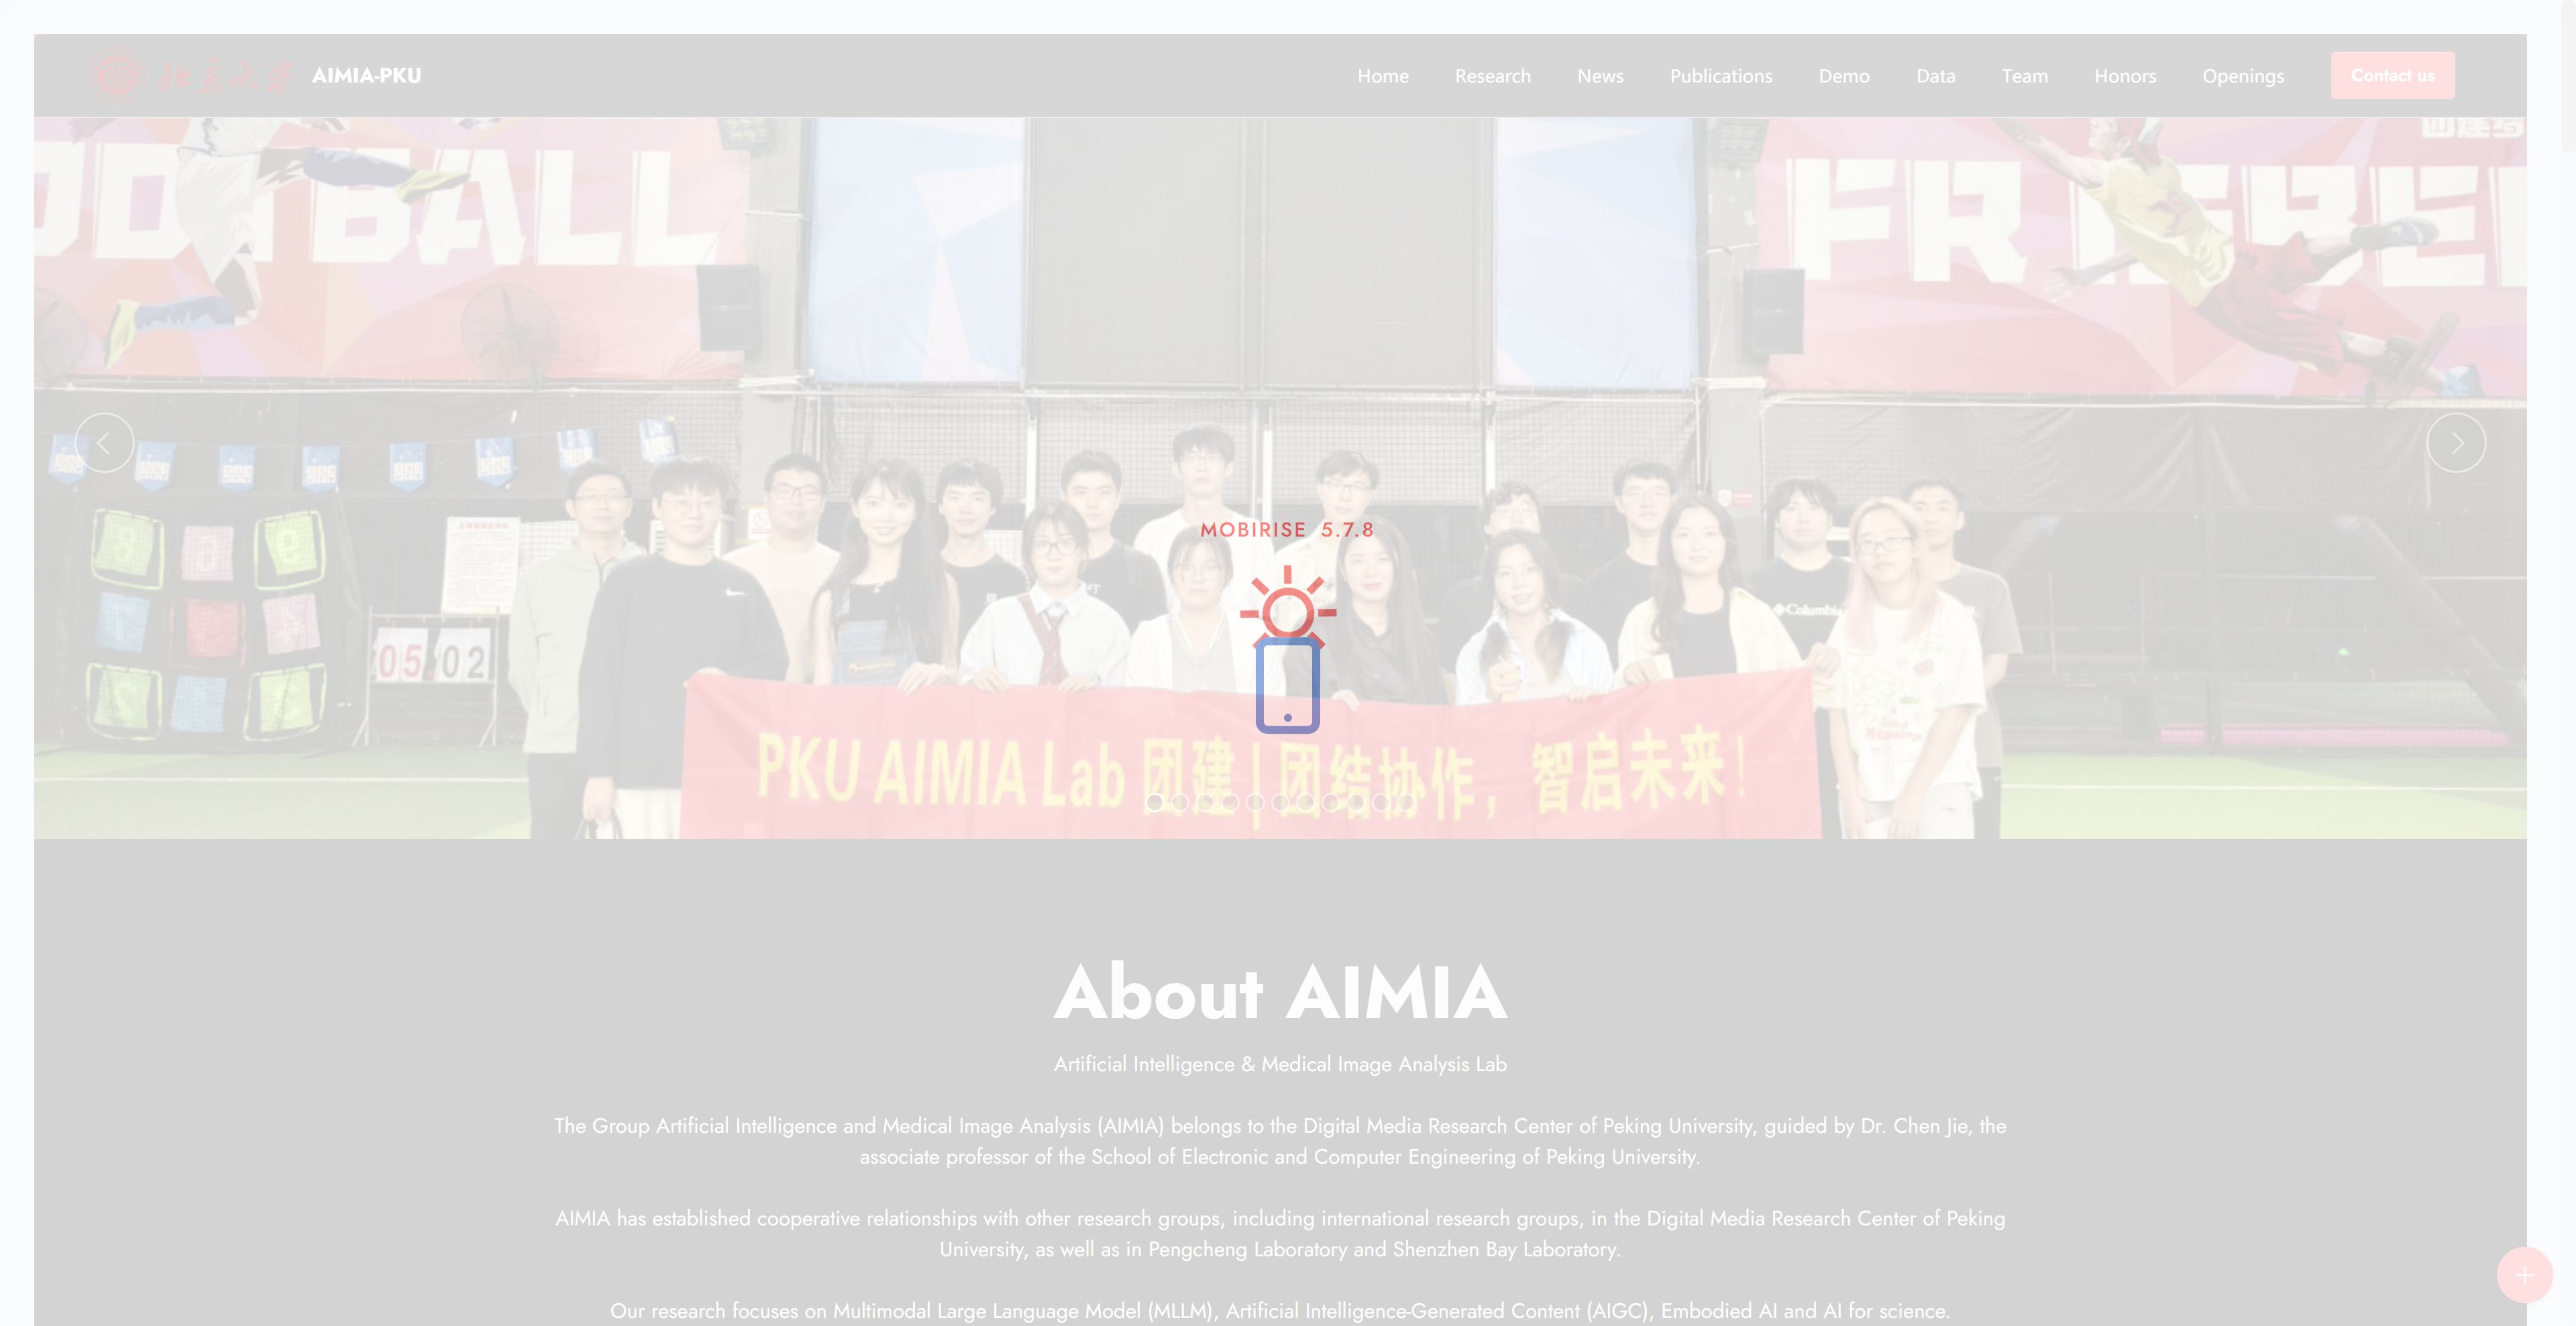 北京大学 AIMIA-PKU Home Research News Publications Demo Data Team Honors Openings Contact us
OOTBALL
FR
05 02
MOBIRISE 5.7.8
Columbia
PKU AIMIA Lab 团建 | 团结协作，智启未来！
About AIMIA
Artificial Intelligence & Medical Image Analysis Lab
The Group Artificial Intelligence and Medical Image Analysis (AIMIA) belongs to the Digital Media Research Center of Peking University, guided by Dr. Chen Jie, the
associate professor of the School of Electronic and Computer Engineering of Peking University.
AIMIA has established cooperative relationships with other research groups, including international research groups, in the Digital Media Research Center of Peking
University, as well as in Pengcheng Laboratory and Shenzhen Bay Laboratory.
Our research focuses on Multimodal Large Language Model (MLLM), Artificial Intelligence-Generated Content (AIGC), Embodied AI and AI for science.